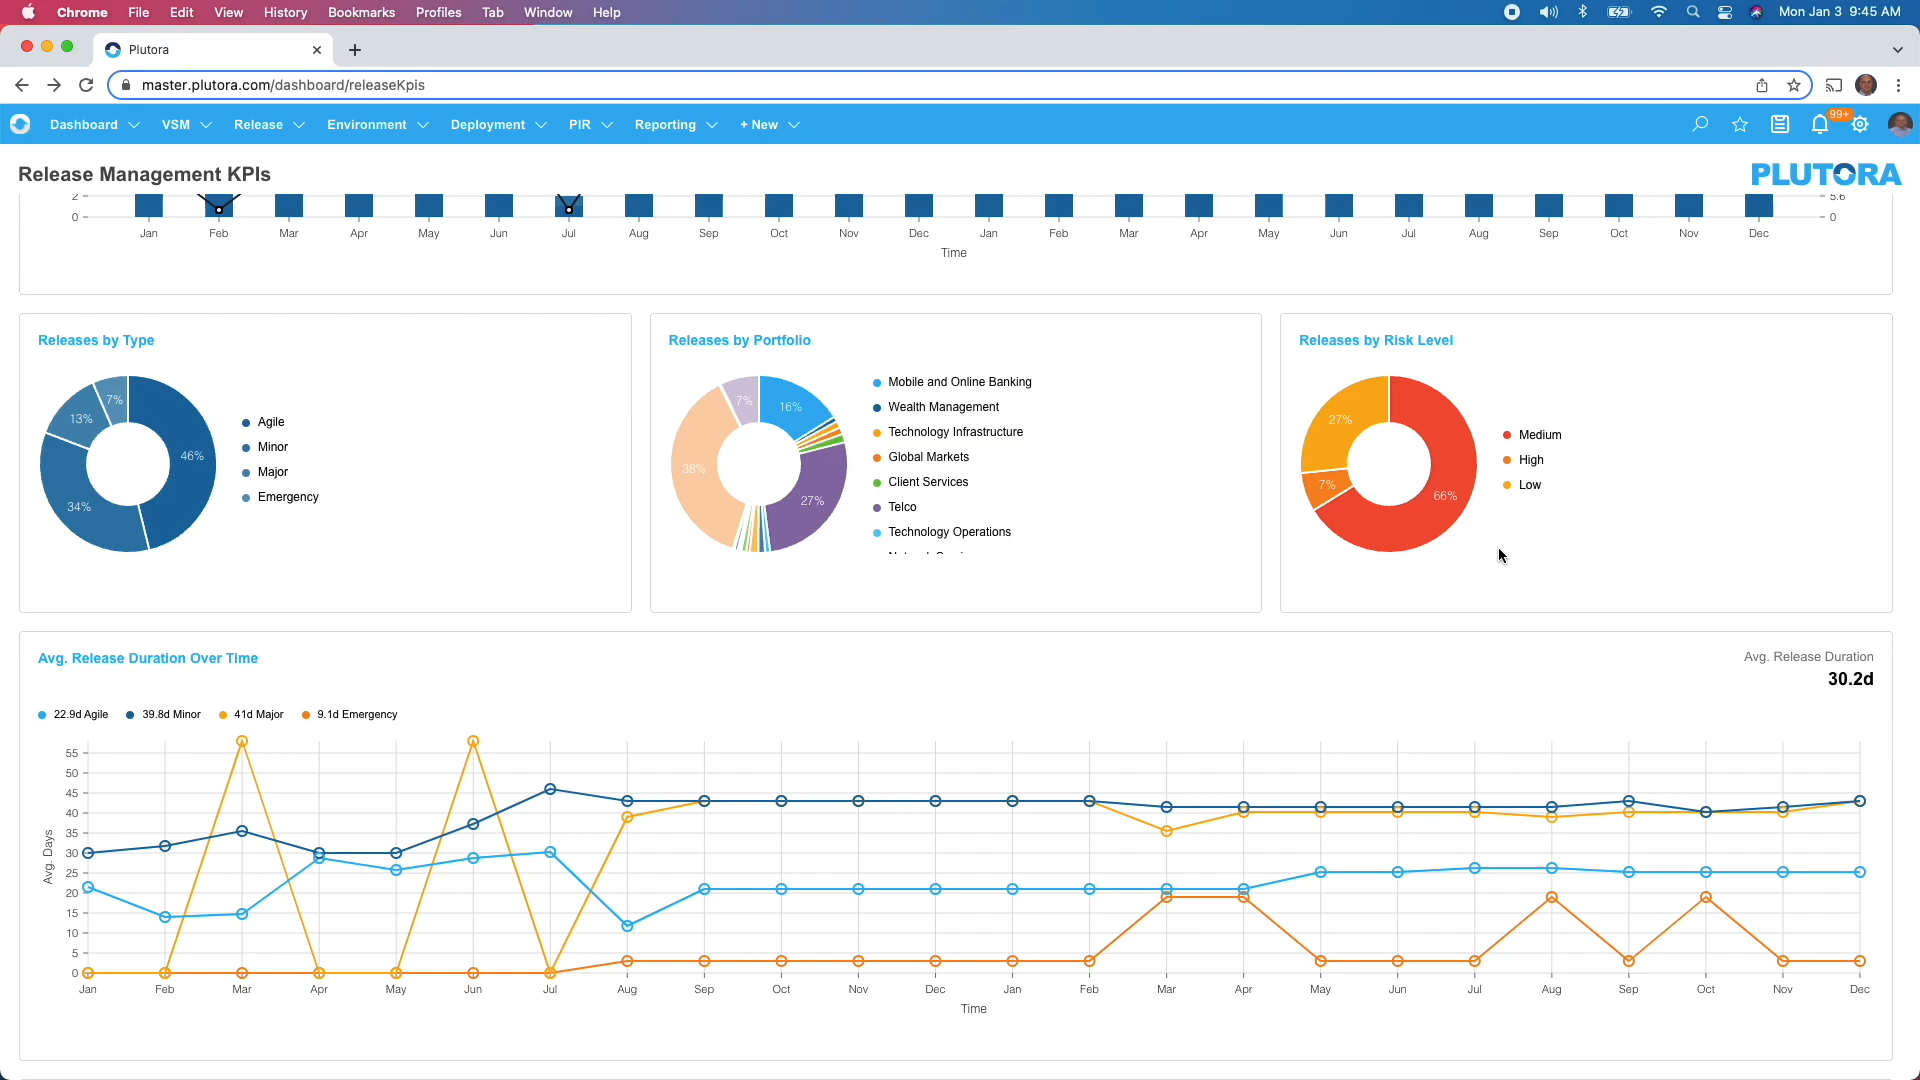 Chrome File Edit View History Bookmarks Profiles Tab Window Help Mon Jan 3 9:45 AM
Plutora
master.plutora.com/dashboard/releaseKpis
Dashboard VSM Release Environment Deployment PIR Reporting + New 99+
Release Management KPIs
PLUTORA
2 5.6
0 0
Jan Feb Mar Apr May Jun Jul Aug Sep Oct Nov Dec Jan Feb Mar Apr May Jun Jul Aug Sep Oct Nov Dec
Time
Releases by Type
7%
13%
46%
34%
Agile
Minor
Major
Emergency
Releases by Portfolio
7%
16%
38%
27%
Mobile and Online Banking
Wealth Management
Technology Infrastructure
Global Markets
Client Services
Telco
Technology Operations
Releases by Risk Level
27%
7%
66%
Medium
High
Low
Avg. Release Duration Over Time
Avg. Release Duration
30.2d
22.9d Agile 39.8d Minor 41d Major 9.1d Emergency
Avg. Days
55
50
45
40
35
30
25
20
15
10
5
0
Jan Feb Mar Apr May Jun Jul Aug Sep Oct Nov Dec Jan Feb Mar Apr May Jun Jul Aug Sep Oct Nov Dec
Time